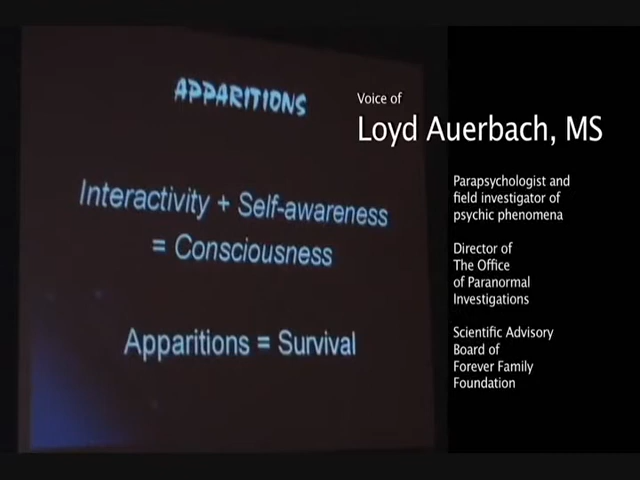 APPARITIONS
Interactivity + Self-awareness
= Consciousness
Apparitions = Survival
Voice of
Loyd Auerbach, MS
Parapsychologist and
field investigator of
psychic phenomena
Director of
The Office
of Paranormal
Investigations
Scientific Advisory
Board of
Forever Family
Foundation